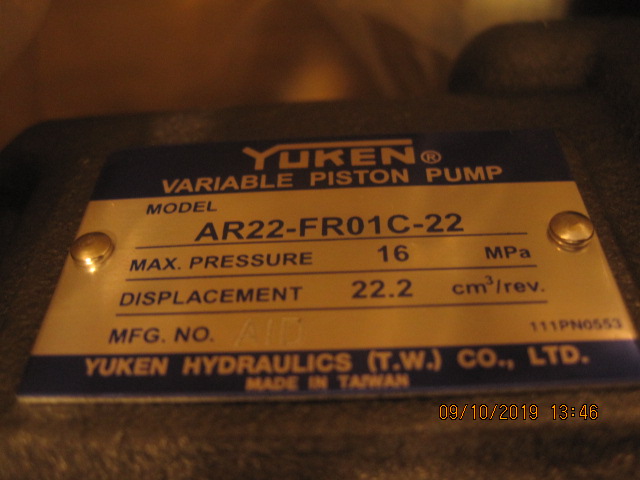 YUKEN®
VARIABLE PISTON PUMP
MODEL
AR22-FR01C-22
MAX. PRESSURE 16 MPa
DISPLACEMENT 22.2 cm³/rev.
MFG. NO.
111PN0553
YUKEN HYDRAULICS (T.W.) CO., LTD.
MADE IN TAIWAN
09/10/2019 13:46